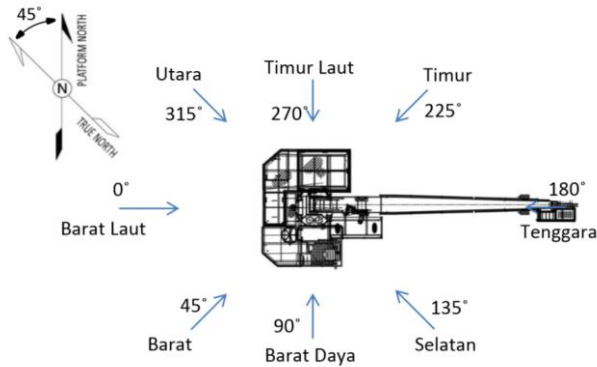 45˚
PLATFORM NORTH
N
TRUE NORTH
Utara
315˚
Timur Laut
270˚
Timur
225˚
0˚
Barat Laut
180˚
Tenggara
45˚
Barat
90˚
Barat Daya
135˚
Selatan